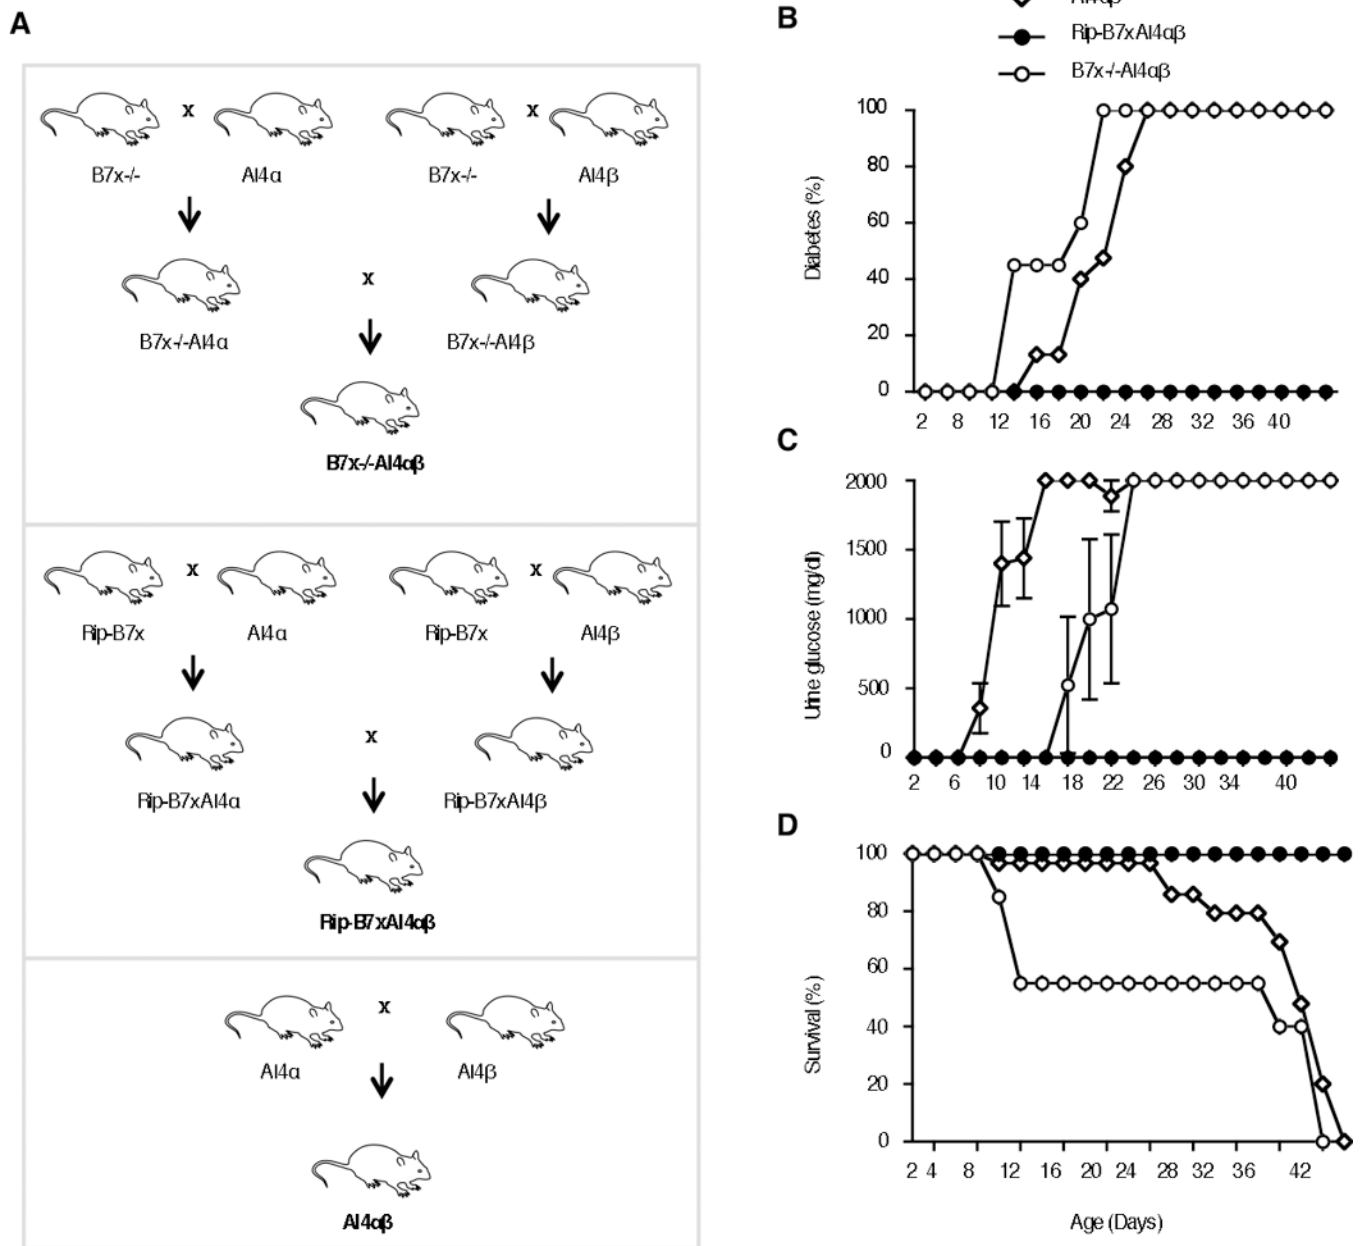 A
x
x
B7x-/-
AI4α
B7x-/-
AI4β
x
B7x-/-AI4α
B7x-/-AI4β
B7x-/-AI4αβ
x
x
Rip-B7x
AI4α
Rip-B7x
AI4β
x
Rip-B7xAI4α
Rip-B7xAI4β
Rip-B7xAI4αβ
x
AI4α
AI4β
AI4αβ
B
Rip-B7xAI4αβ
B7x-/-AI4αβ
Diabetes (%)
100
80
60
40
20
0
2 8 12 16 20 24 28 32 36 40
C
Urine glucose (mg/dl)
2000
1500
1000
500
0
2 6 10 14 18 22 26 30 34 40
D
Survival (%)
100
80
60
40
20
0
2 4 8 12 16 20 24 28 32 36 42
Age (Days)